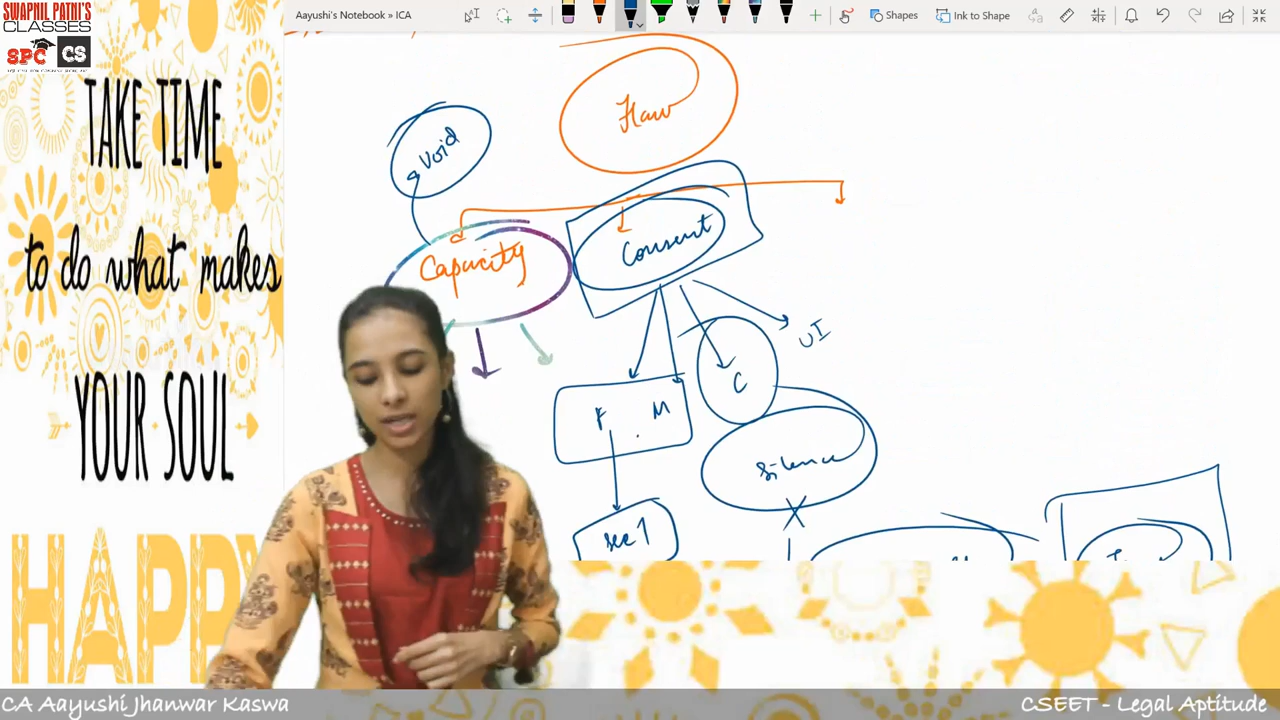 SWAPNIL PATNI'S
CLASSES
SPC CS
Aayushi's Notebook » ICA
Shapes
Ink to Shape
TAKE TIME
to do what makes
YOUR SOUL
HAPPY
Flaw
Void
Capacity
Consent
UI
F M
C
Silence
sec 1
CA Aayushi Jhanwar Kaswa
CSEET - Legal Aptitude